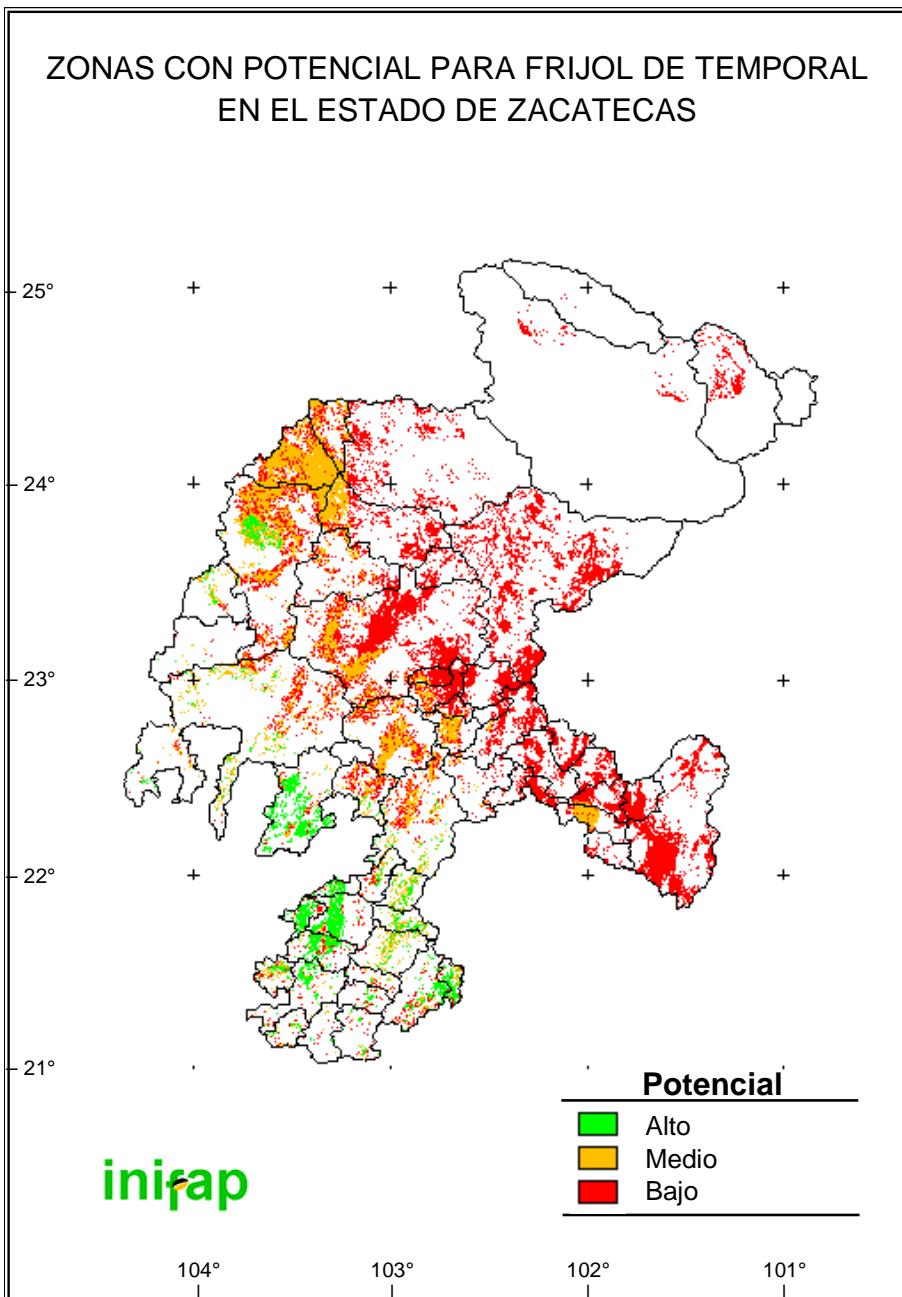 ZONAS CON POTENCIAL PARA FRIJOL DE TEMPORAL
EN EL ESTADO DE ZACATECAS
25°
24°
23°
22°
21°
Potencial
Alto
Medio
Bajo
inifap
104°
103°
102°
101°